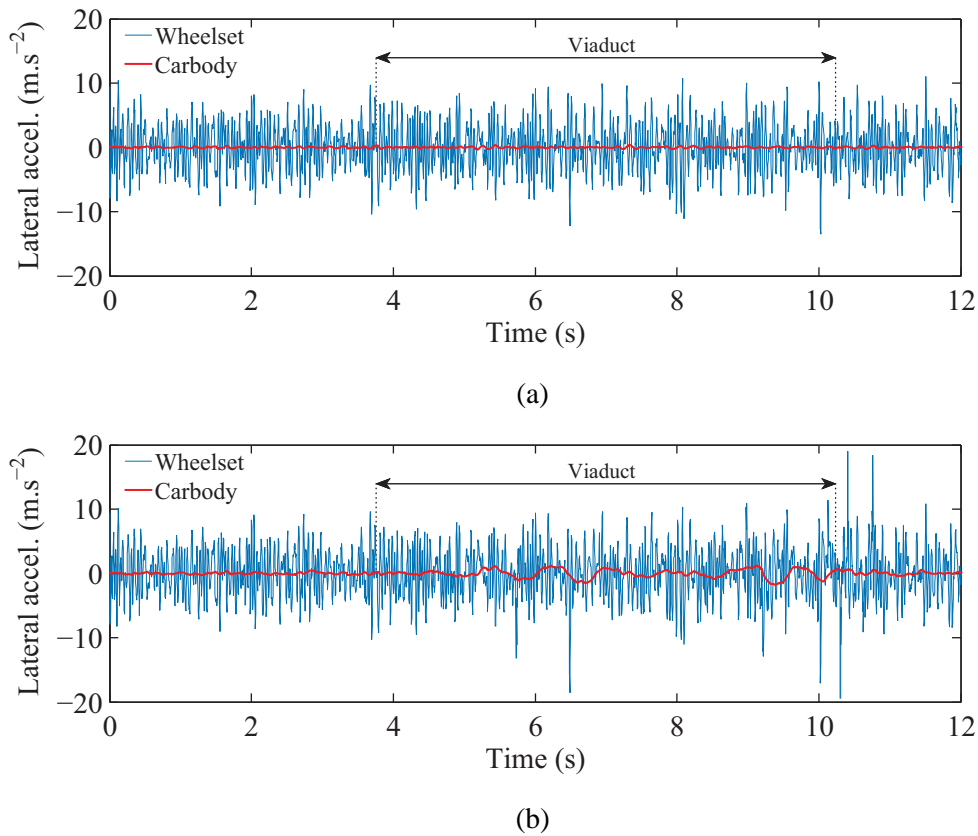 20
10
0
−10
−20
Lateral accel. (m.s−2)
Wheelset
Carbody
Viaduct
0 2 4 6 8 10 12
Time (s)
(a)
20
10
0
−10
−20
Lateral accel. (m.s−2)
Wheelset
Carbody
Viaduct
0 2 4 6 8 10 12
Time (s)
(b)